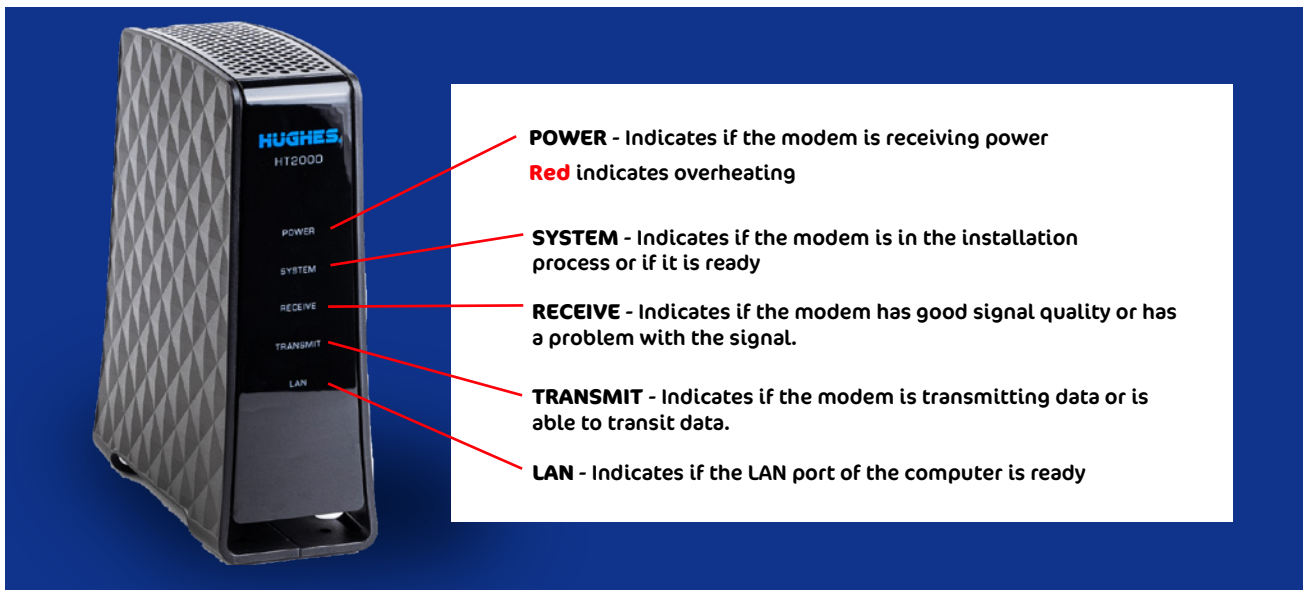 HUGHES.
HT2000
POWER
SYSTEM
RECEIVE
TRANSMIT
LAN
POWER - Indicates if the modem is receiving power
Red indicates overheating
SYSTEM - Indicates if the modem is in the installation
process or if it is ready
RECEIVE - Indicates if the modem has good signal quality or has
a problem with the signal.
TRANSMIT - Indicates if the modem is transmitting data or is
able to transit data.
LAN - Indicates if the LAN port of the computer is ready